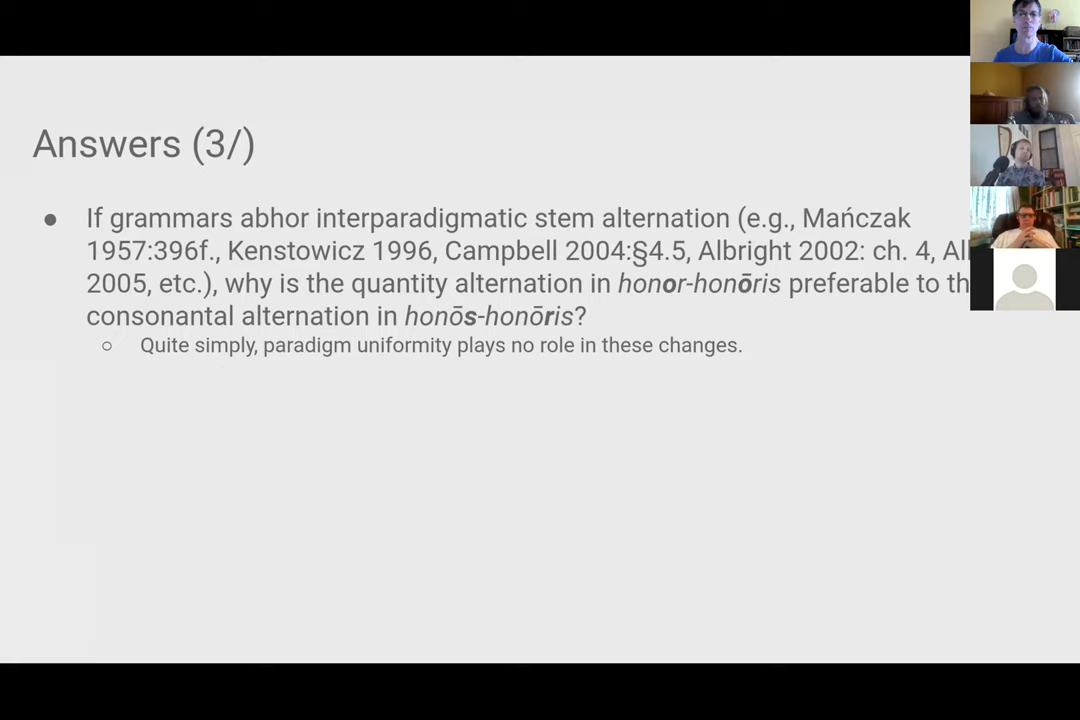 Answers (3/)
● If grammars abhor interparadigmatic stem alternation (e.g., Mańczak
1957:396f., Kenstowicz 1996, Campbell 2004:§4.5, Albright 2002: ch. 4,
2005, etc.), why is the quantity alternation in honor-honōris preferable to
consonantal alternation in honōs-honōris?
○ Quite simply, paradigm uniformity plays no role in these changes.